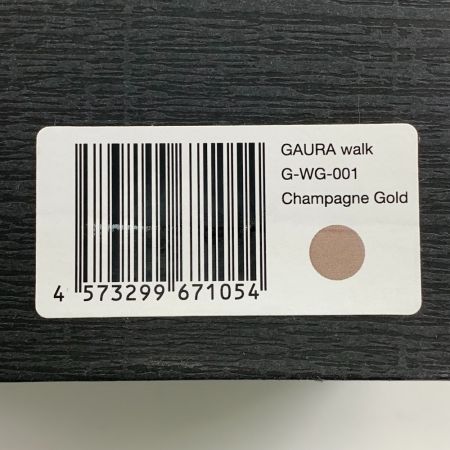 GAURA walk
G-WG-001
Champagne Gold
4 573299 671054